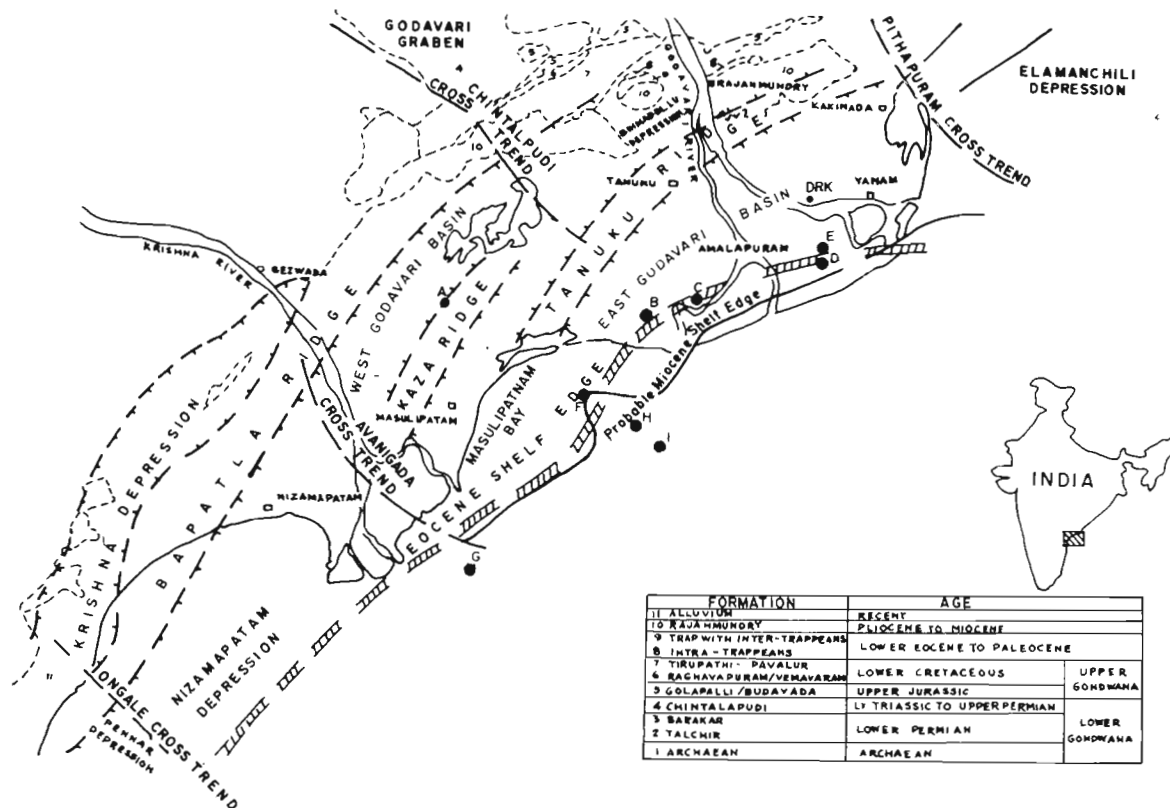 GODAVARI
GRABEN
CHINTALPUDI
CROSS TREND
GODAVARI RIVER
RAJANMUNDRY
KAKINADA
PITHAPURAM CROSS TREND
ELAMANCHILI
DEPRESSION
DEPRESSION
TANUKU
DRK
YANAM
EAST GODAVARI BASIN
AMALAPURAM
TANUKU RIDGE
KRISHNA RIVER
BEZWADA
WEST GODAVARI BASIN
KAZA RIDGE
A
B
C
D
E
F
G
H
I
MASULIPATAM
MASULIPATNAM
BAY
AVANIGADA
CROSS TREND
EOCENE SHELF EDGE
Probable Miocene Shelf Edge
NIZAMAPATAM
KRISHNA DEPRESSION
BAPATLA RIDGE
NIZAMAPATAM
DEPRESSION
ONGALE CROSS TREND
PENNAR
DEPRESSION
INDIA
FORMATION AGE
11 ALLUVIUM RECENT
10 RAJAHMUNDRY PLIOCENE TO MIOCENE
9 TRAP WITH INTER-TRAPPEANS
8 INTRA-TRAPPEANS
LOWER EOCENE TO PALEOCENE
7 TIRUPATHI-PAVALUR
6 RAGHAVAPURAM/VEMAVARAM
LOWER CRETACEOUS
5 GOLAPALLI/BUDAVADA UPPER JURASSIC
UPPER
GONDWANA
4 CHINTALAPUDI LY TRIASSIC TO UPPER PERMIAN
3 BARAKAR
2 TALCHIR
LOWER PERMIAN
LOWER
GONDWANA
1 ARCHAEAN ARCHAEAN